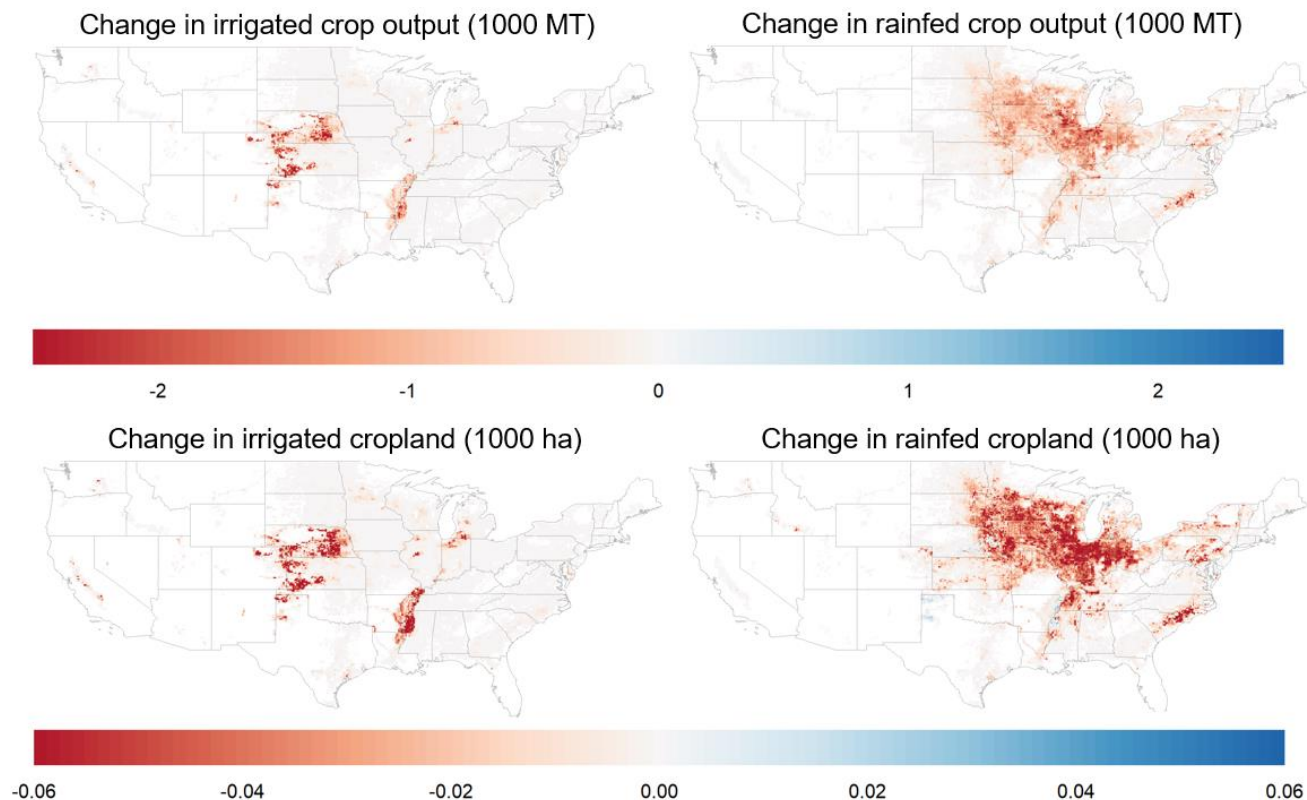 Change in irrigated crop output (1000 MT)
Change in rainfed crop output (1000 MT)
-2 -1 0 1 2
Change in irrigated cropland (1000 ha)
Change in rainfed cropland (1000 ha)
-0.06 -0.04 -0.02 0.00 0.02 0.04 0.06